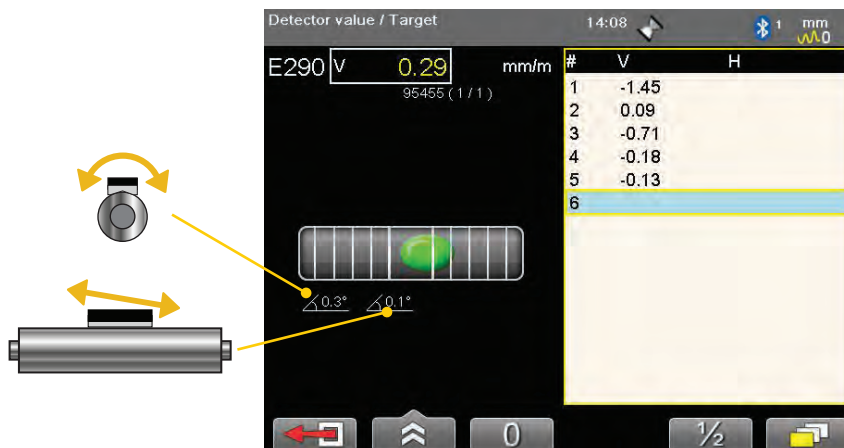 Detector value / Target 14:08 1 mm
0
E290 V 0.29 mm/m
95455 ( 1 / 1 )
# V H
1 -1.45
2 0.09
3 -0.71
4 -0.18
5 -0.13
6
0.3° 0.1°
0 ½